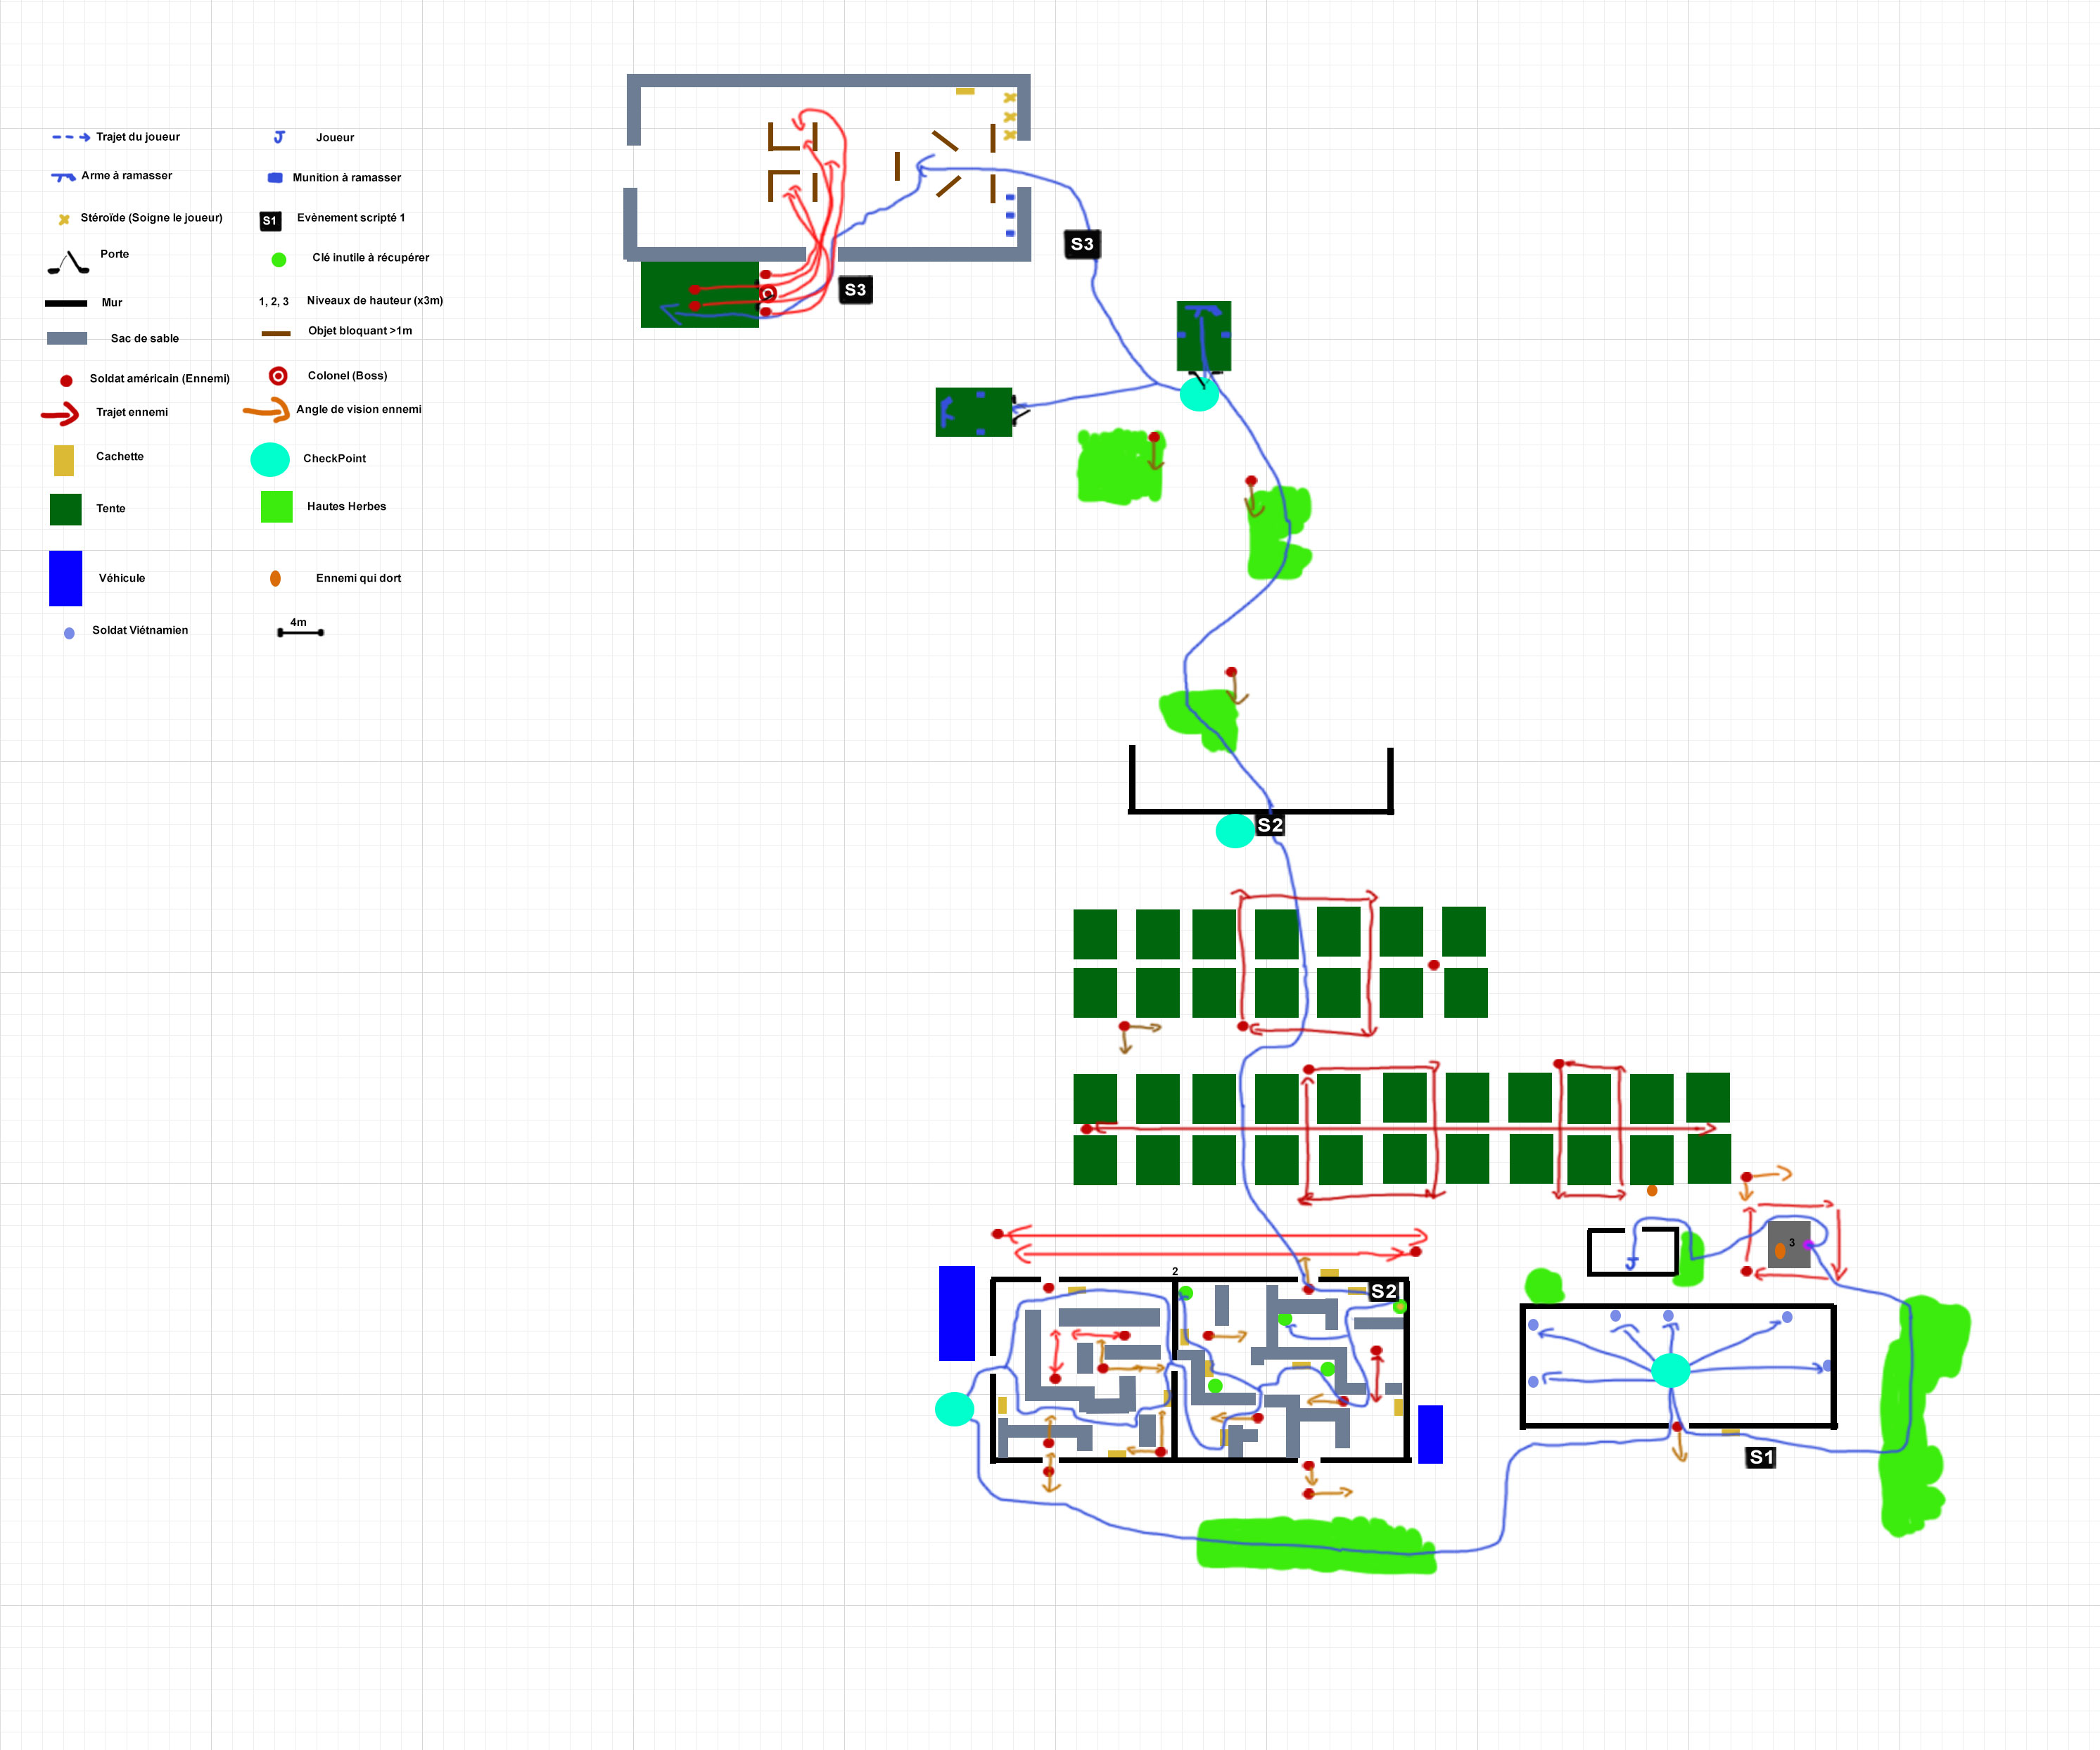 Trajet du joueur
J
Joueur
Arme à ramasser
Munition à ramasser
Stéroïde (Soigne le joueur)
S1
Evènement scripté 1
Porte
Clé inutile à récupérer
Mur
1, 2, 3
Niveaux de hauteur (x3m)
Sac de sable
Objet bloquant >1m
Soldat américain (Ennemi)
Colonel (Boss)
Trajet ennemi
Angle de vision ennemi
Cachette
CheckPoint
Tente
Hautes Herbes
Véhicule
Ennemi qui dort
Soldat Viétnamien
4m
S3
S3
S2
3
J
2
S2
S1